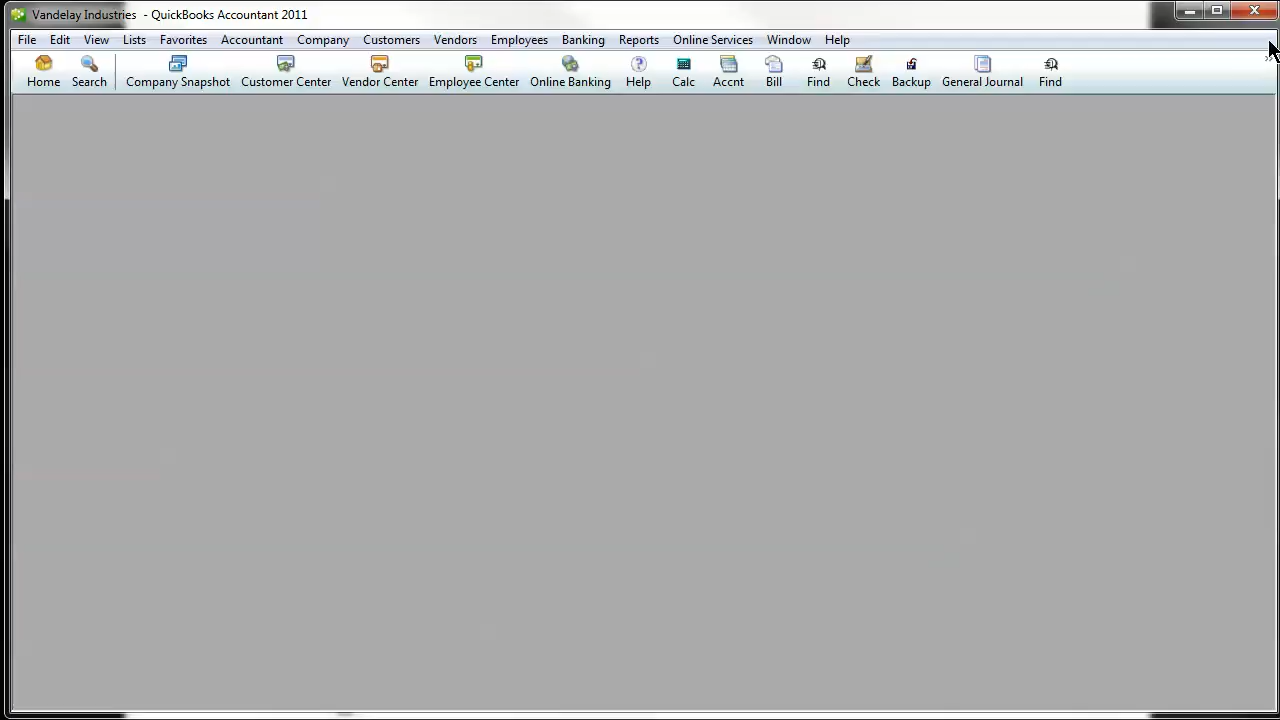 Vandelay Industries - QuickBooks Accountant 2011
File Edit View Lists Favorites Accountant Company Customers Vendors Employees Banking Reports Online Services Window Help
Home Search Company Snapshot Customer Center Vendor Center Employee Center Online Banking Help Calc Accnt Bill Find Check Backup General Journal Find